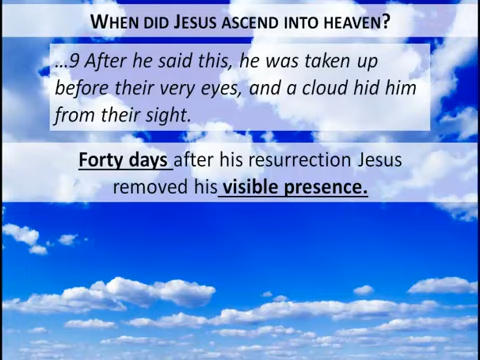 WHEN DID JESUS ASCEND INTO HEAVEN?
…9 After he said this, he was taken up
before their very eyes, and a cloud hid him
from their sight.
Forty days after his resurrection Jesus
removed his visible presence.